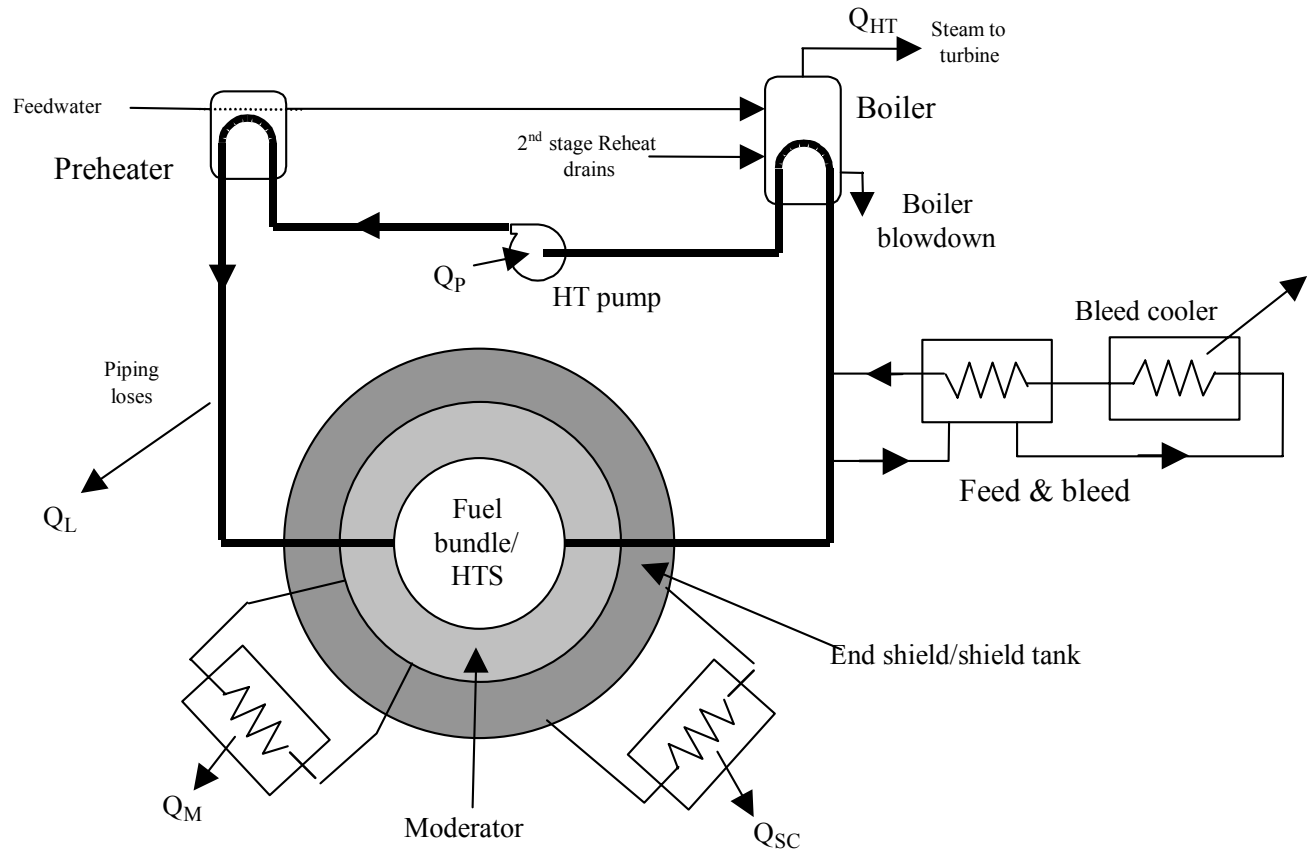 Q_HT
Steam to
turbine
Feedwater
Boiler
Preheater
2nd stage Reheat
drains
Boiler
blowdown
Q_P
HT pump
Bleed cooler
Piping
loses
Feed & bleed
Q_L
Fuel
bundle/
HTS
End shield/shield tank
Q_M
Moderator
Q_SC